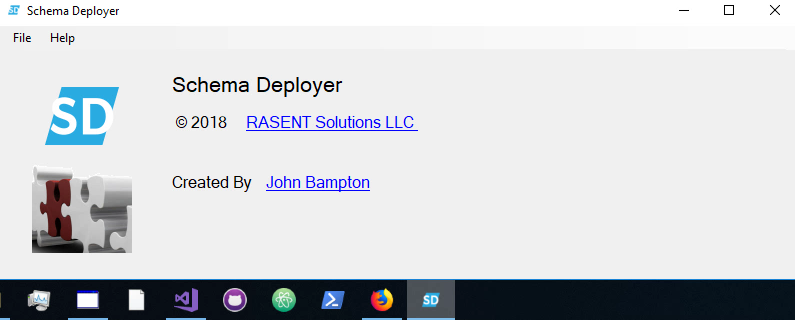 Schema Deployer
File Help
SD
Schema Deployer
© 2018 RASENT Solutions LLC
Created By John Bampton
SD